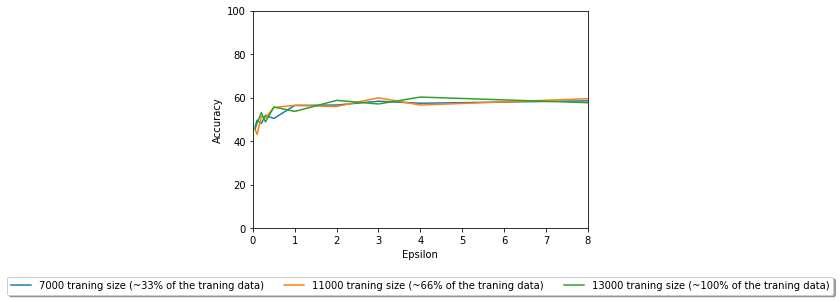 100
80
60
40
20
0
Accuracy
0 1 2 3 4 5 6 7 8
Epsilon
7000 traning size (~33% of the traning data) 11000 traning size (~66% of the traning data) 13000 traning size (~100% of the traning data)